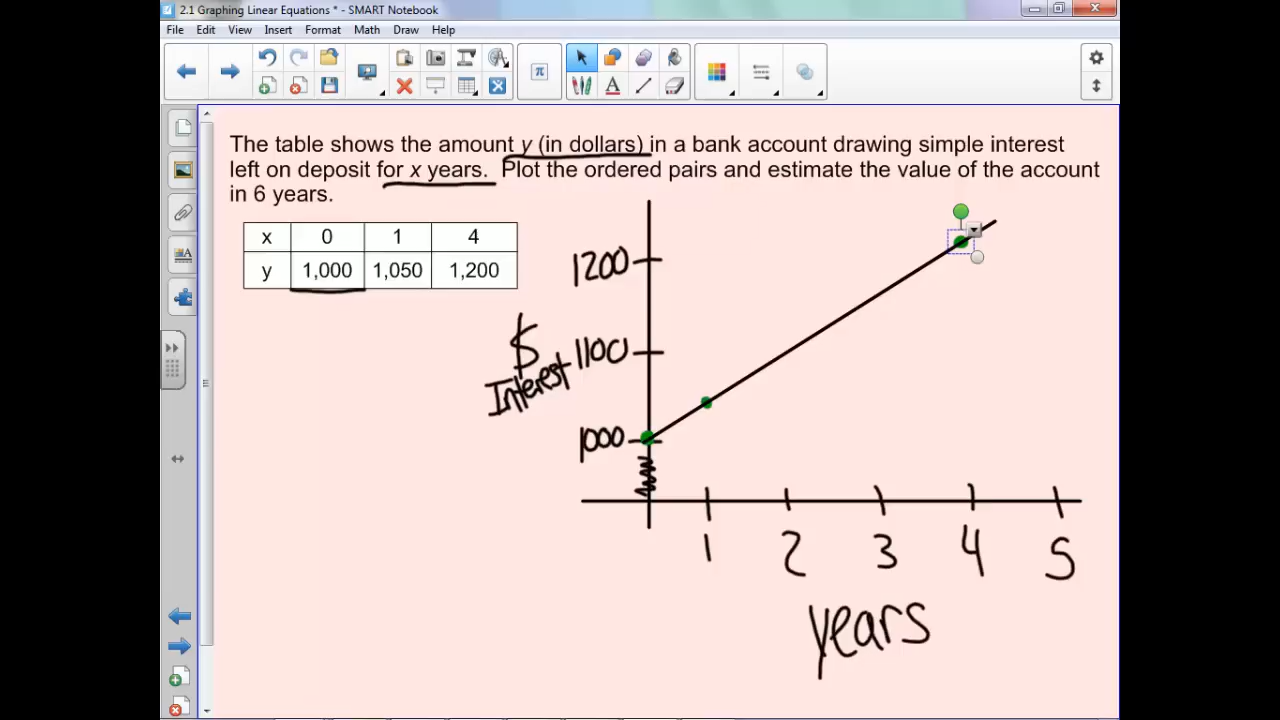 2.1 Graphing Linear Equations * - SMART Notebook
File Edit View Insert Format Math Draw Help
π
A
The table shows the amount y (in dollars) in a bank account drawing simple interest
left on deposit for x years. Plot the ordered pairs and estimate the value of the account
in 6 years.
x 0 1 4
y 1,000 1,050 1,200
1200
$
1100
Interest
1000
1 2 3 4 5
years